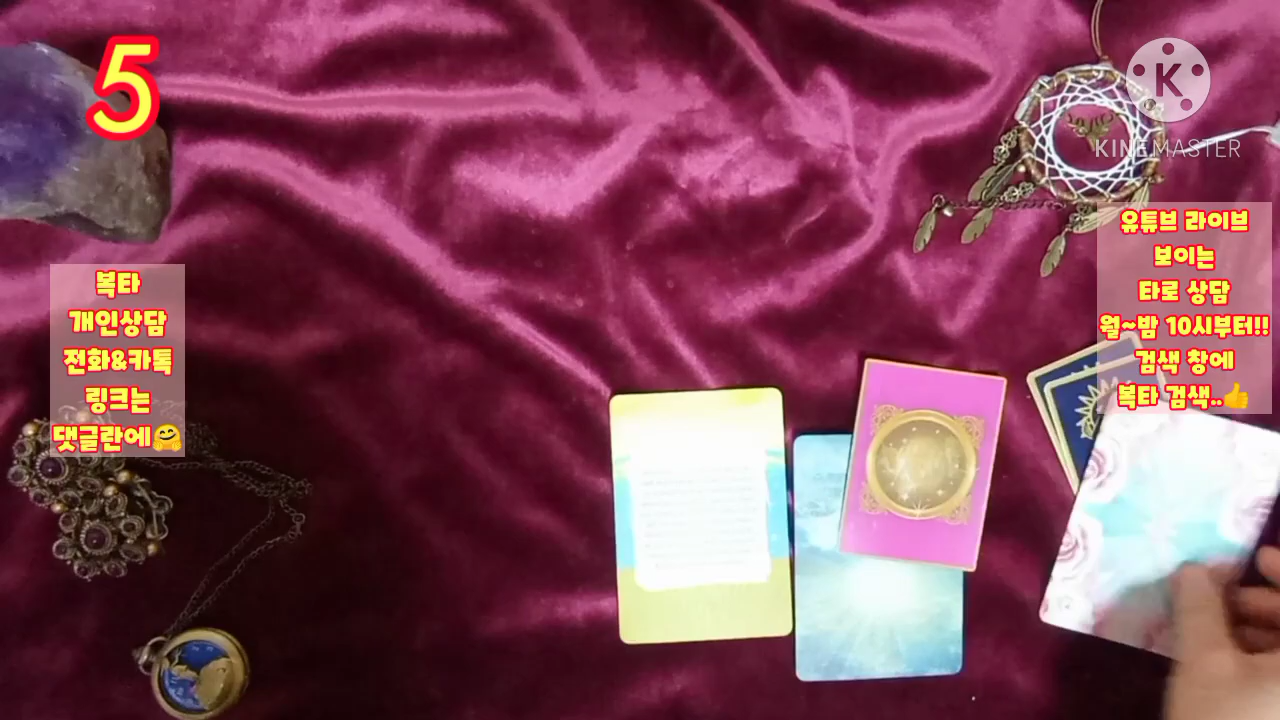 5
KINEMASTER
유튜브 라이브
보이는
타로 상담
월~밤 10시부터!!
검색 창에
복타 검색..👍
복타
개인상담
전화&카톡
링크는
댓글란에🤗